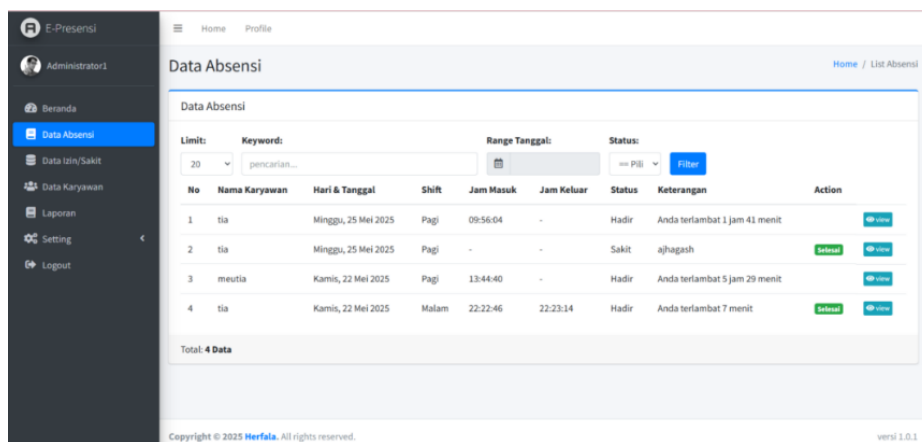 E-Presensi
Home Profile
Administrator1
Data Absensi
Home / List Absensi
Beranda
Data Absensi
Data Izin/Sakit
Data Karyawan
Laporan
Setting
Logout
Data Absensi
Limit: Keyword: Range Tanggal: Status:
20 pencarian... == Pili Filter
No Nama Karyawan Hari & Tanggal Shift Jam Masuk Jam Keluar Status Keterangan Action
1 tia Minggu, 25 Mei 2025 Pagi 09:56:04 - Hadir Anda terlambat 1 jam 41 menit view
2 tia Minggu, 25 Mei 2025 Pagi - - Sakit ajhagash Selesai view
3 meutia Kamis, 22 Mei 2025 Pagi 13:44:40 - Hadir Anda terlambat 5 jam 29 menit view
4 tia Kamis, 22 Mei 2025 Malam 22:22:46 22:23:14 Hadir Anda terlambat 7 menit Selesai view
Total: 4 Data
Copyright © 2025 Herfala. All rights reserved. versi 1.0.1